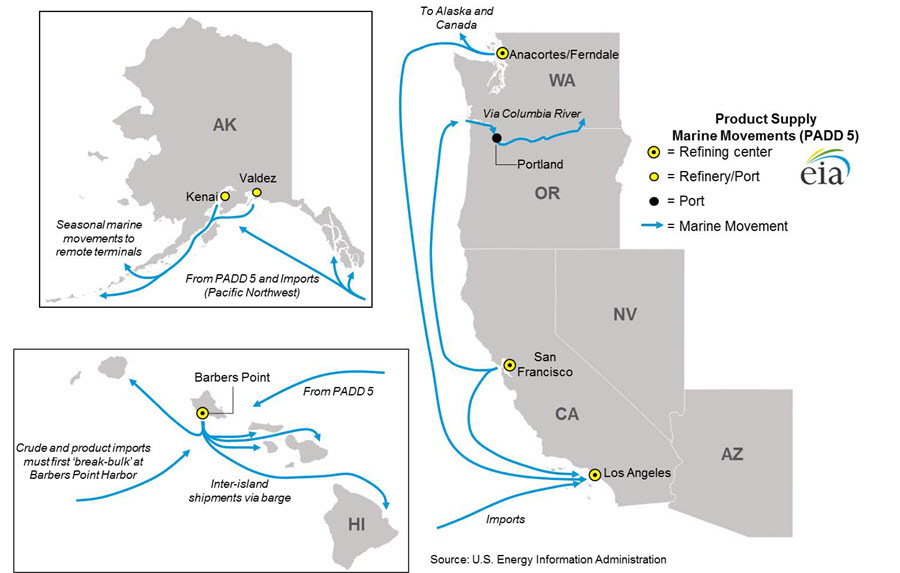 To Alaska and
Canada
Anacortes/Ferndale
WA
Via Columbia River
Portland
OR
Product Supply
Marine Movements (PADD 5)
= Refining center
= Refinery/Port
= Port
= Marine Movement
eia
AK
Valdez
Kenai
Seasonal marine
movements to
remote terminals
From PADD 5 and Imports
(Pacific Northwest)
NV
San
Francisco
CA
AZ
Los Angeles
Imports
Barbers Point
From PADD 5
Crude and product imports
must first ‘break-bulk’ at
Barbers Point Harbor
Inter-island
shipments via barge
HI
Source: U.S. Energy Information Administration